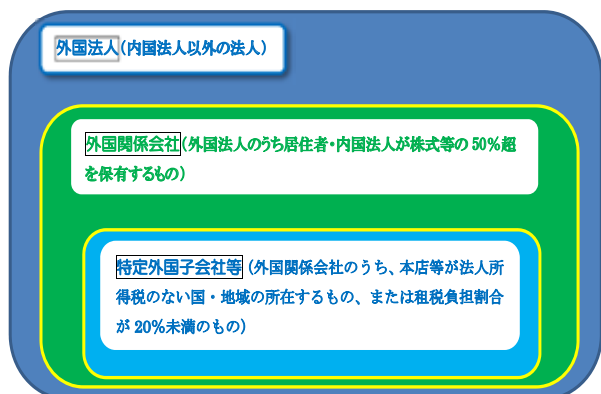 外国法人(内国法人以外の法人)
外国関係会社(外国法人のうち居住者・内国法人が株式等の50%超
を保有するもの)
特定外国子会社等(外国関係会社のうち、本店等が法人所
得税のない国・地域の所在するもの、または租税負担割合
が20%未満のもの)